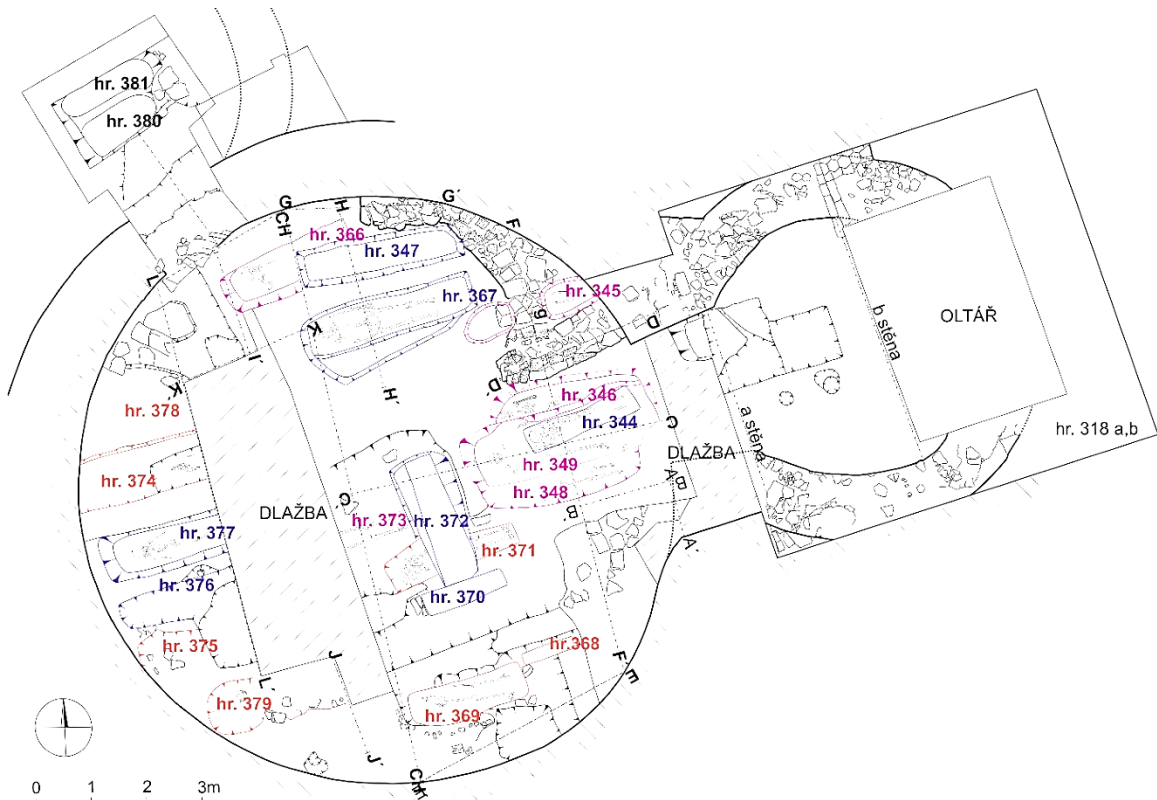 hr. 381
hr. 380
G
CH
H
G´
F
hr. 366
hr. 347
L
hr. 367
hr. 345
g
K
I
D
b stěna
OLTÁŘ
K´
H´
D´
hr. 378
hr. 346
hr. 344
C
a stěna
hr. 318 a,b
hr. 349
DLAŽBA
hr. 374
hr. 348
A
B
C
DLAŽBA
hr. 373
hr. 372
B´
hr. 377
hr. 371
A´
hr. 376
hr. 370
hr. 375
hr.368
J
F´
E
L´
hr. 379
hr. 369
J´
0 1 2 3m